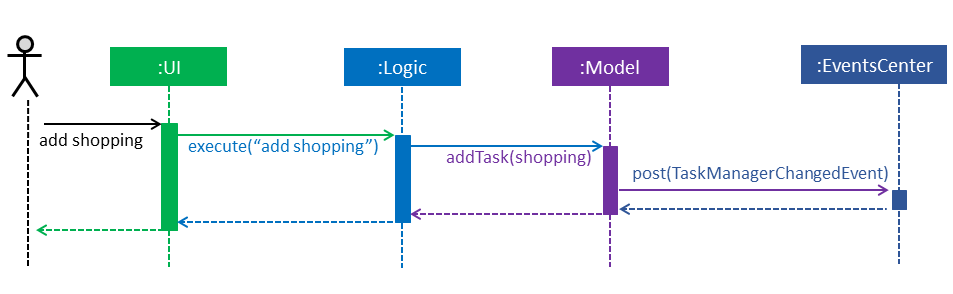 :UI
:Logic
:Model
:EventsCenter
add shopping
execute(“add shopping”)
addTask(shopping)
post(TaskManagerChangedEvent)